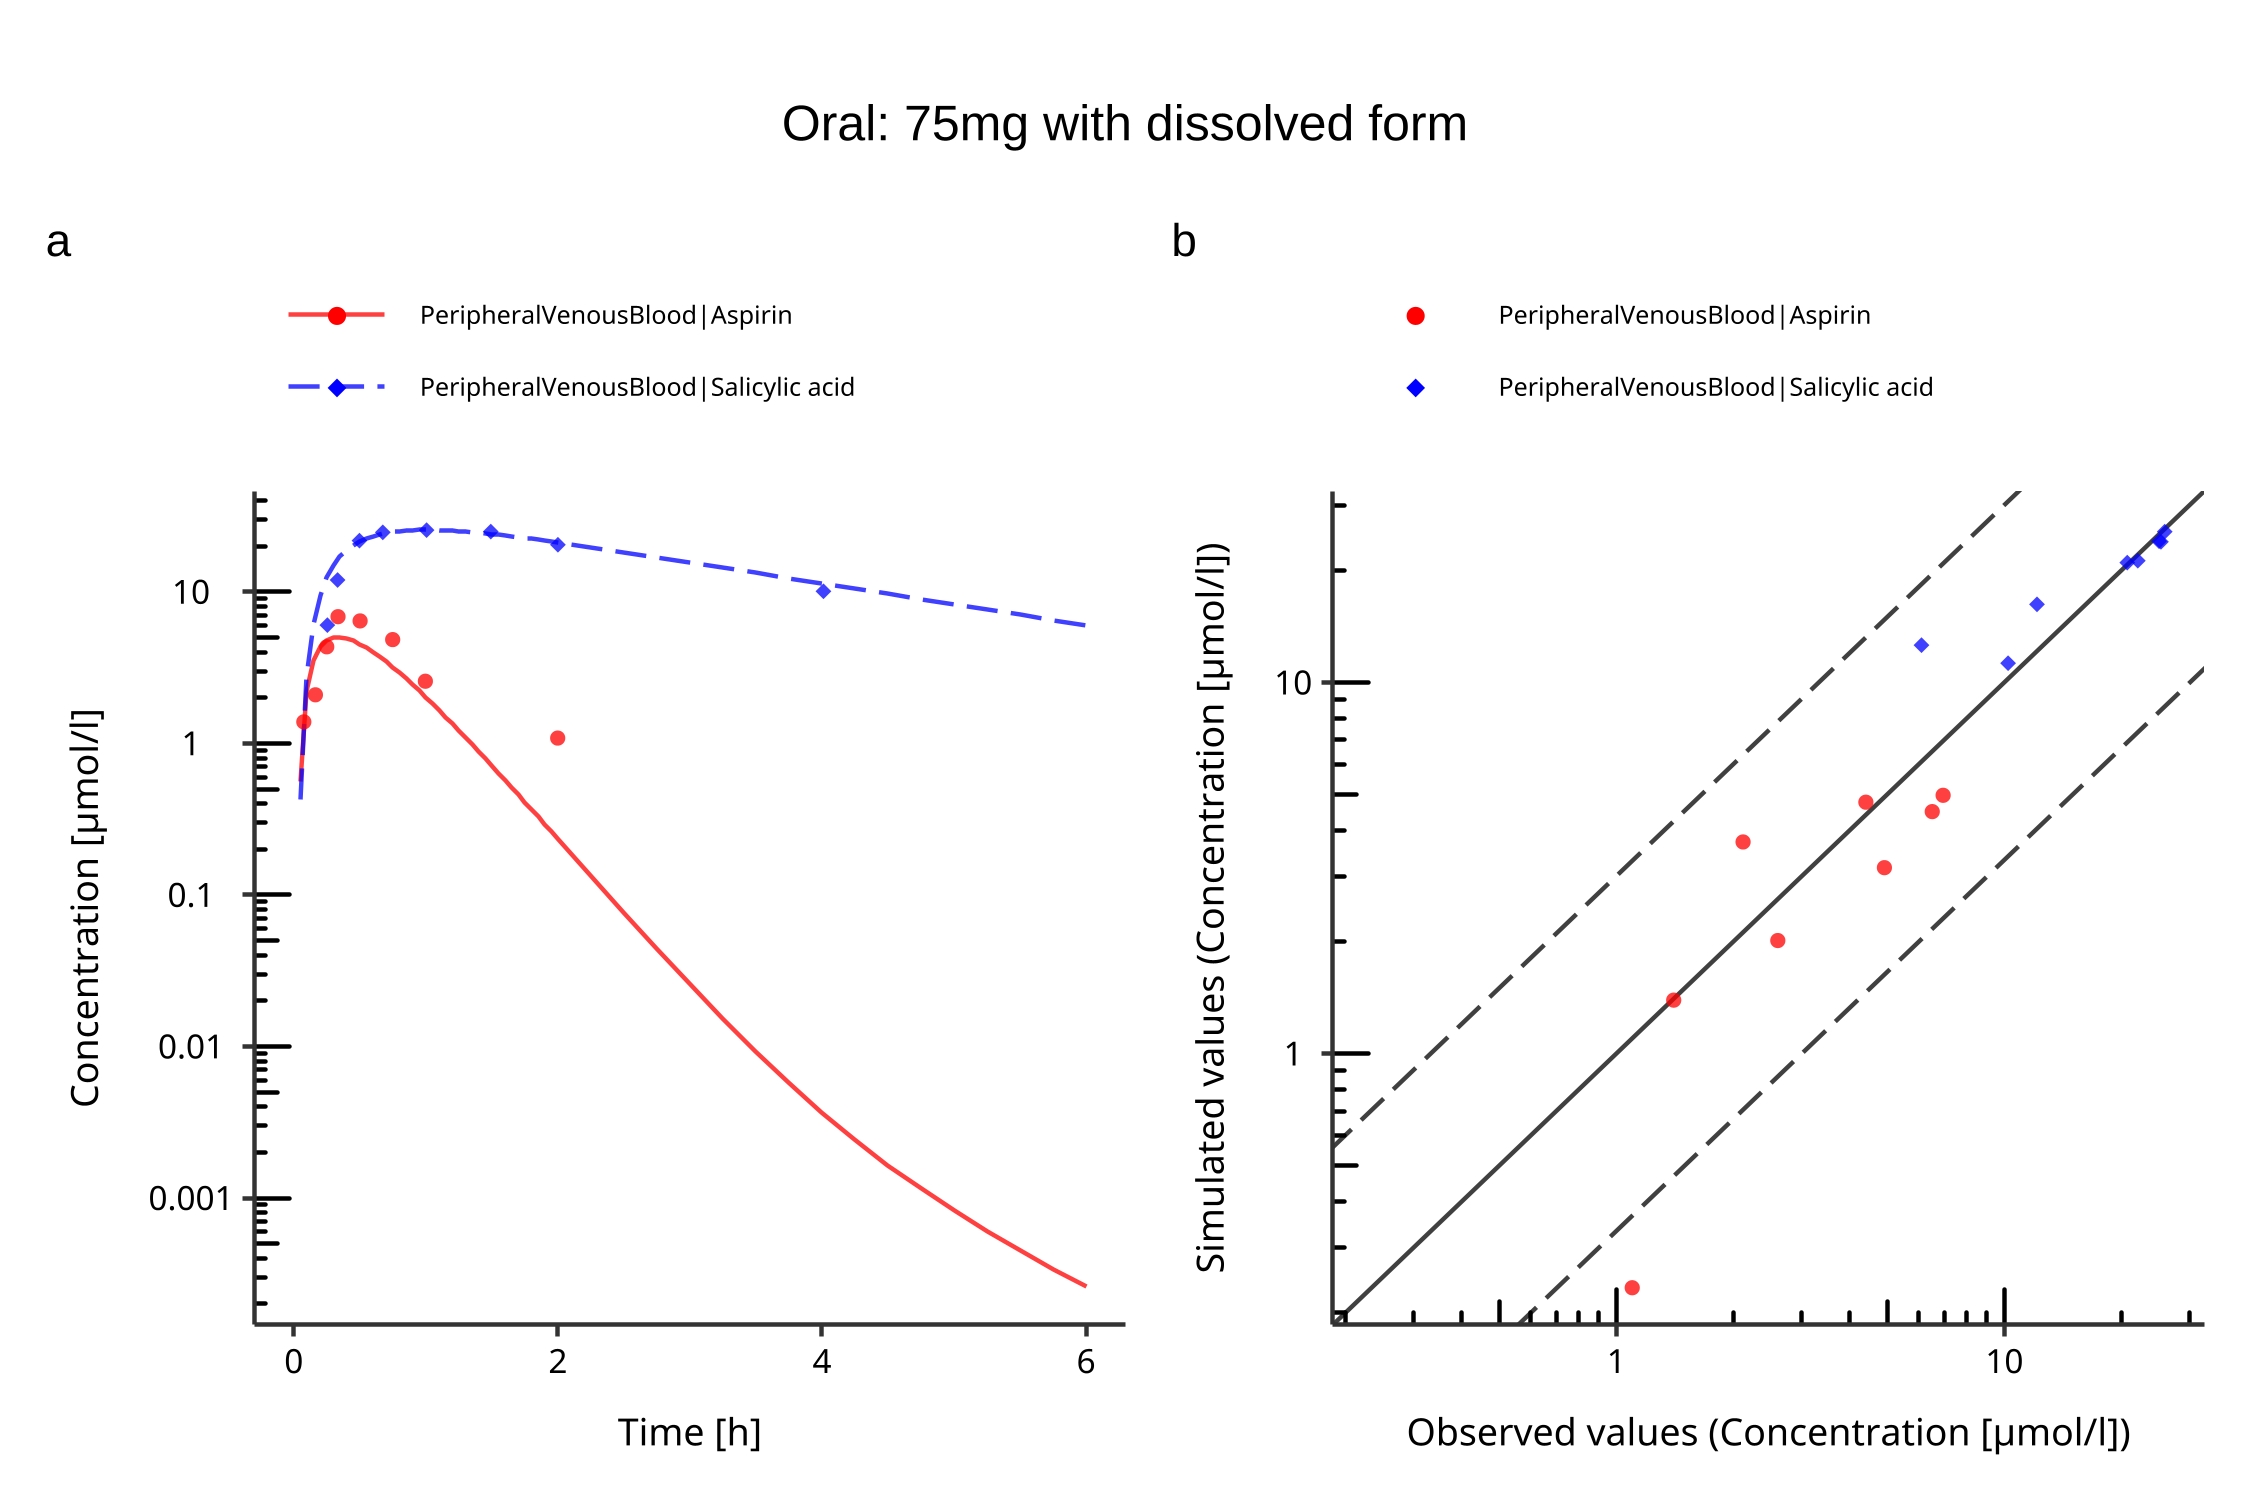 Oral: 75mg with dissolved form
a
PeripheralVenousBlood|Aspirin
PeripheralVenousBlood|Salicylic acid
10
1
0.1
0.01
0.001
Concentration [µmol/l]
0 2 4 6
Time [h]
b
PeripheralVenousBlood|Aspirin
PeripheralVenousBlood|Salicylic acid
10
1
Simulated values (Concentration [µmol/l])
1 10
Observed values (Concentration [µmol/l])